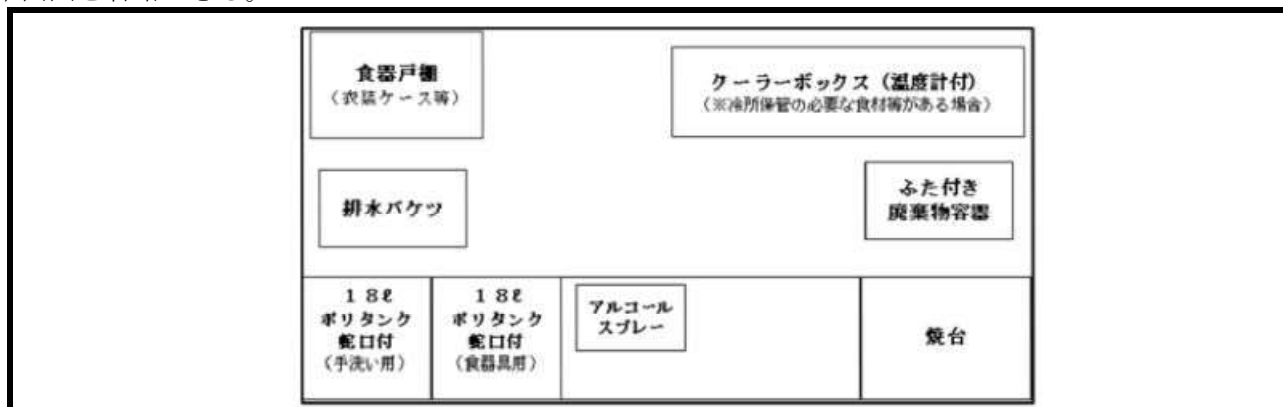 食器戸棚
（衣装ケース等）
クーラーボックス（温度計付）
（※冷所保管の必要な食材等がある場合）
排水バケツ
ふた付き
廃棄物容器
１８ℓ
ポリタンク
蛇口付
（手洗い用）
１８ℓ
ポリタンク
蛇口付
（食器具用）
アルコール
スプレー
焼台